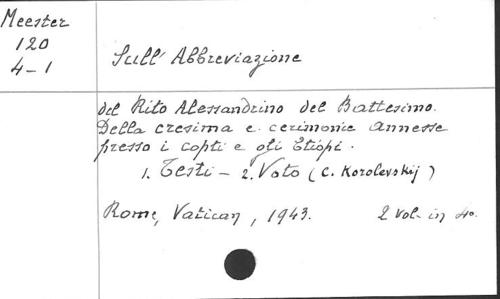 Meester
120
4-1
Sull' Abbreviazione
del Rito Alessandrino del Battesimo.
Della cresima e cerimonie annesse
presso i copti e gli Etiopi.
1. Testi - 2. Voto (C. Korolevskij)
Rome, Vatican, 1943. 2 vol. in 4o.